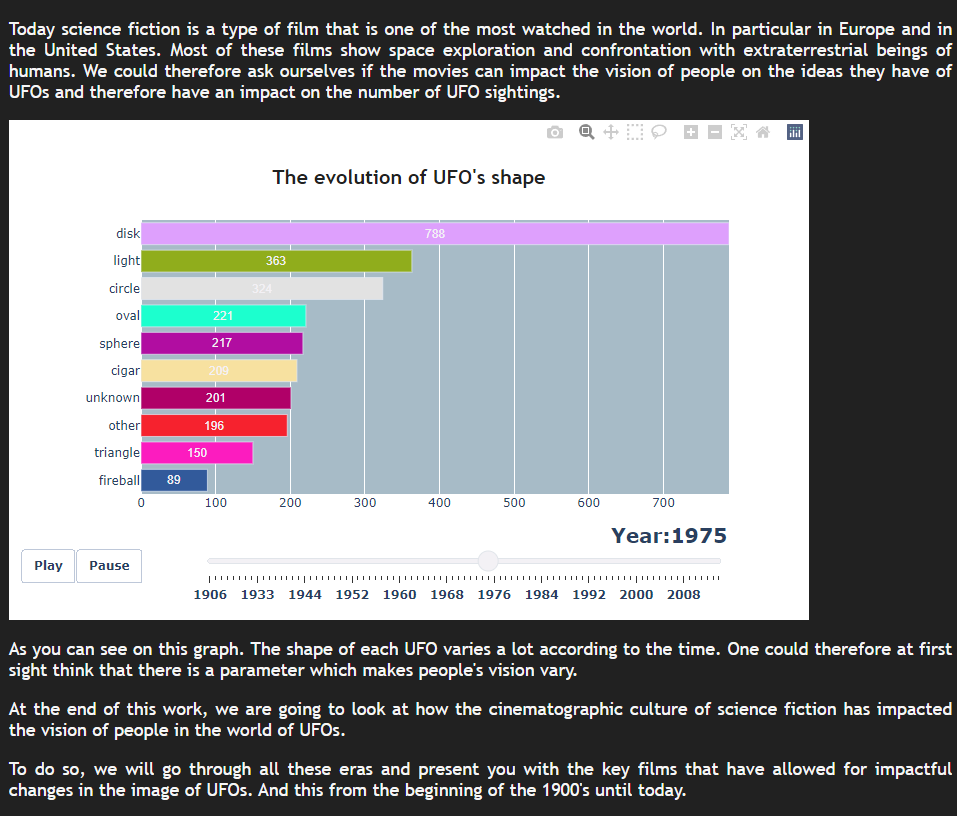 Today science fiction is a type of film that is one of the most watched in the world. In particular in Europe and in
the United States. Most of these films show space exploration and confrontation with extraterrestrial beings of
humans. We could therefore ask ourselves if the movies can impact the vision of people on the ideas they have of
UFOs and therefore have an impact on the number of UFO sightings.
The evolution of UFO's shape
disk 788
light 363
circle 324
oval 221
sphere 217
cigar 209
unknown 201
other 196
triangle 150
fireball 89
0 100 200 300 400 500 600 700
Year:1975
Play Pause
1906 1933 1944 1952 1960 1968 1976 1984 1992 2000 2008
As you can see on this graph. The shape of each UFO varies a lot according to the time. One could therefore at first
sight think that there is a parameter which makes people's vision vary.
At the end of this work, we are going to look at how the cinematographic culture of science fiction has impacted
the vision of people in the world of UFOs.
To do so, we will go through all these eras and present you with the key films that have allowed for impactful
changes in the image of UFOs. And this from the beginning of the 1900's until today.